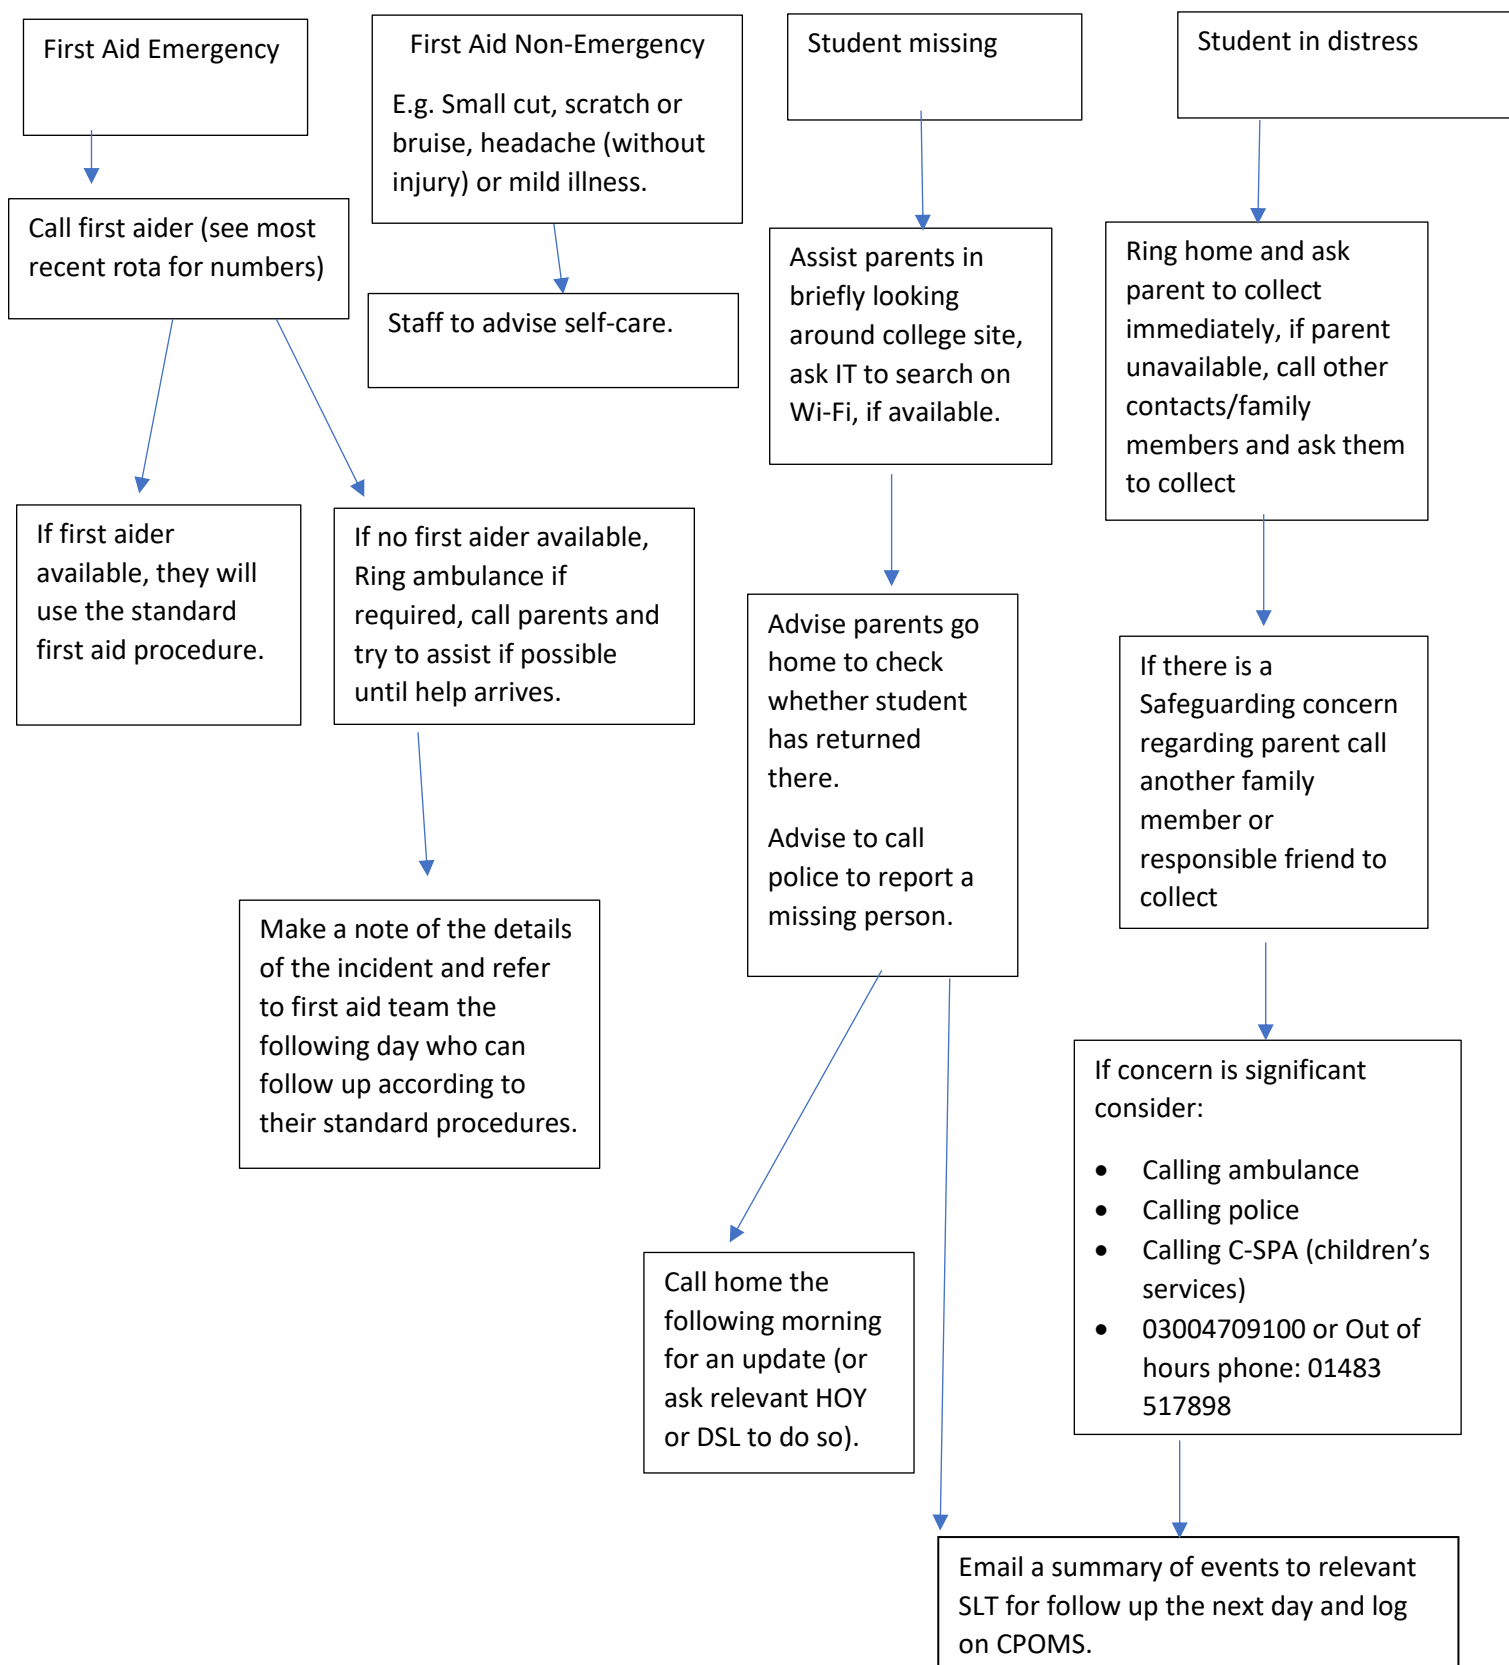 First Aid Emergency
First Aid Non-Emergency
E.g. Small cut, scratch or
bruise, headache (without
injury) or mild illness.
Student missing
Student in distress
Call first aider (see most
recent rota for numbers)
Staff to advise self-care.
Assist parents in
briefly looking
around college site,
ask IT to search on
Wi-Fi, if available.
Ring home and ask
parent to collect
immediately, if parent
unavailable, call other
contacts/family
members and ask them
to collect
If first aider
available, they will
use the standard
first aid procedure.
If no first aider available,
Ring ambulance if
required, call parents and
try to assist if possible
until help arrives.
Advise parents go
home to check
whether student
has returned
there.
Advise to call
police to report a
missing person.
If there is a
Safeguarding concern
regarding parent call
another family
member or
responsible friend to
collect
Make a note of the details
of the incident and refer
to first aid team the
following day who can
follow up according to
their standard procedures.
If concern is significant
consider:
• Calling ambulance
• Calling police
• Calling C-SPA (children’s
services)
• 03004709100 or Out of
hours phone: 01483
517898
Call home the
following morning
for an update (or
ask relevant HOY
or DSL to do so).
Email a summary of events to relevant
SLT for follow up the next day and log
on CPOMS.